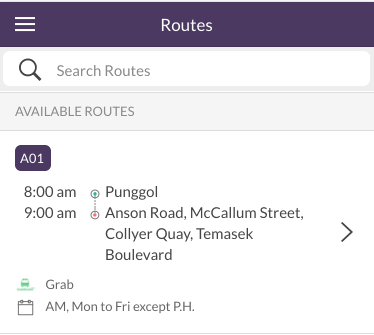 Routes
Search Routes
AVAILABLE ROUTES
A01
8:00 am Punggol
9:00 am Anson Road, McCallum Street,
Collyer Quay, Temasek
Boulevard
Grab
AM, Mon to Fri except P.H.